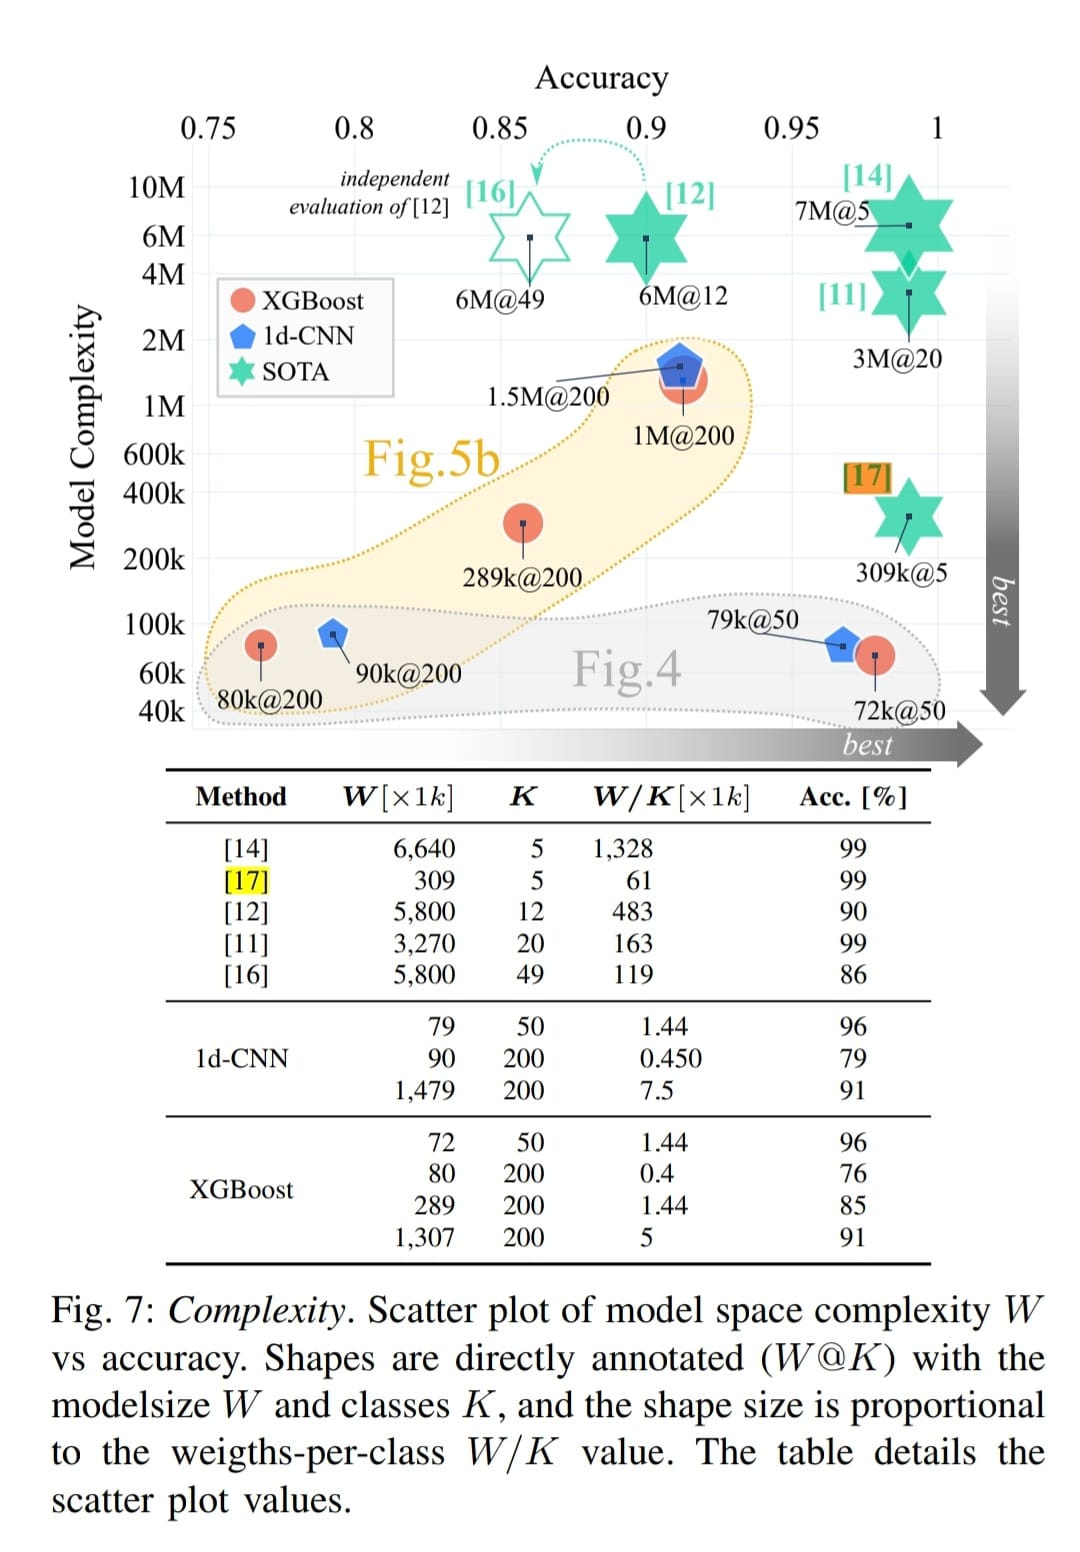 Accuracy
0.75 0.8 0.85 0.9 0.95 1
Model Complexity
10M
6M
4M
2M
1M
600k
400k
200k
100k
60k
40k
independent
evaluation of [12]
[16]
[12]
[14]
7M@5
[11]
6M@49
6M@12
3M@20
XGBoost
1d-CNN
SOTA
1.5M@200
1M@200
Fig.5b
[17]
289k@200
309k@5
79k@50
90k@200
80k@200
Fig.4
72k@50
best
best
Method W[×1k] K W/K[×1k] Acc. [%]
[14] 6,640 5 1,328 99
[17] 309 5 61 99
[12] 5,800 12 483 90
[11] 3,270 20 163 99
[16] 5,800 49 119 86
79 50 1.44 96
1d-CNN 90 200 0.450 79
1,479 200 7.5 91
72 50 1.44 96
80 200 0.4 76
XGBoost
289 200 1.44 85
1,307 200 5 91
Fig. 7: Complexity. Scatter plot of model space complexity W
vs accuracy. Shapes are directly annotated (W@K) with the
modelsize W and classes K, and the shape size is proportional
to the weigths-per-class W/K value. The table details the
scatter plot values.